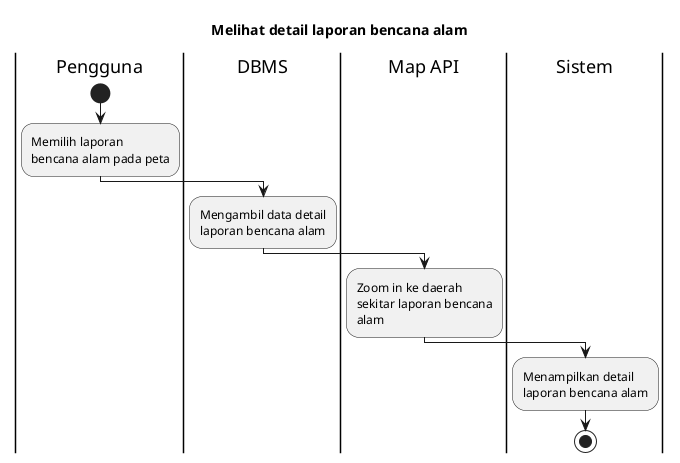 Melihat detail laporan bencana alam
Pengguna
DBMS
Map API
Sistem
Memilih laporan
bencana alam pada peta
Mengambil data detail
laporan bencana alam
Zoom in ke daerah
sekitar laporan bencana
alam
Menampilkan detail
laporan bencana alam